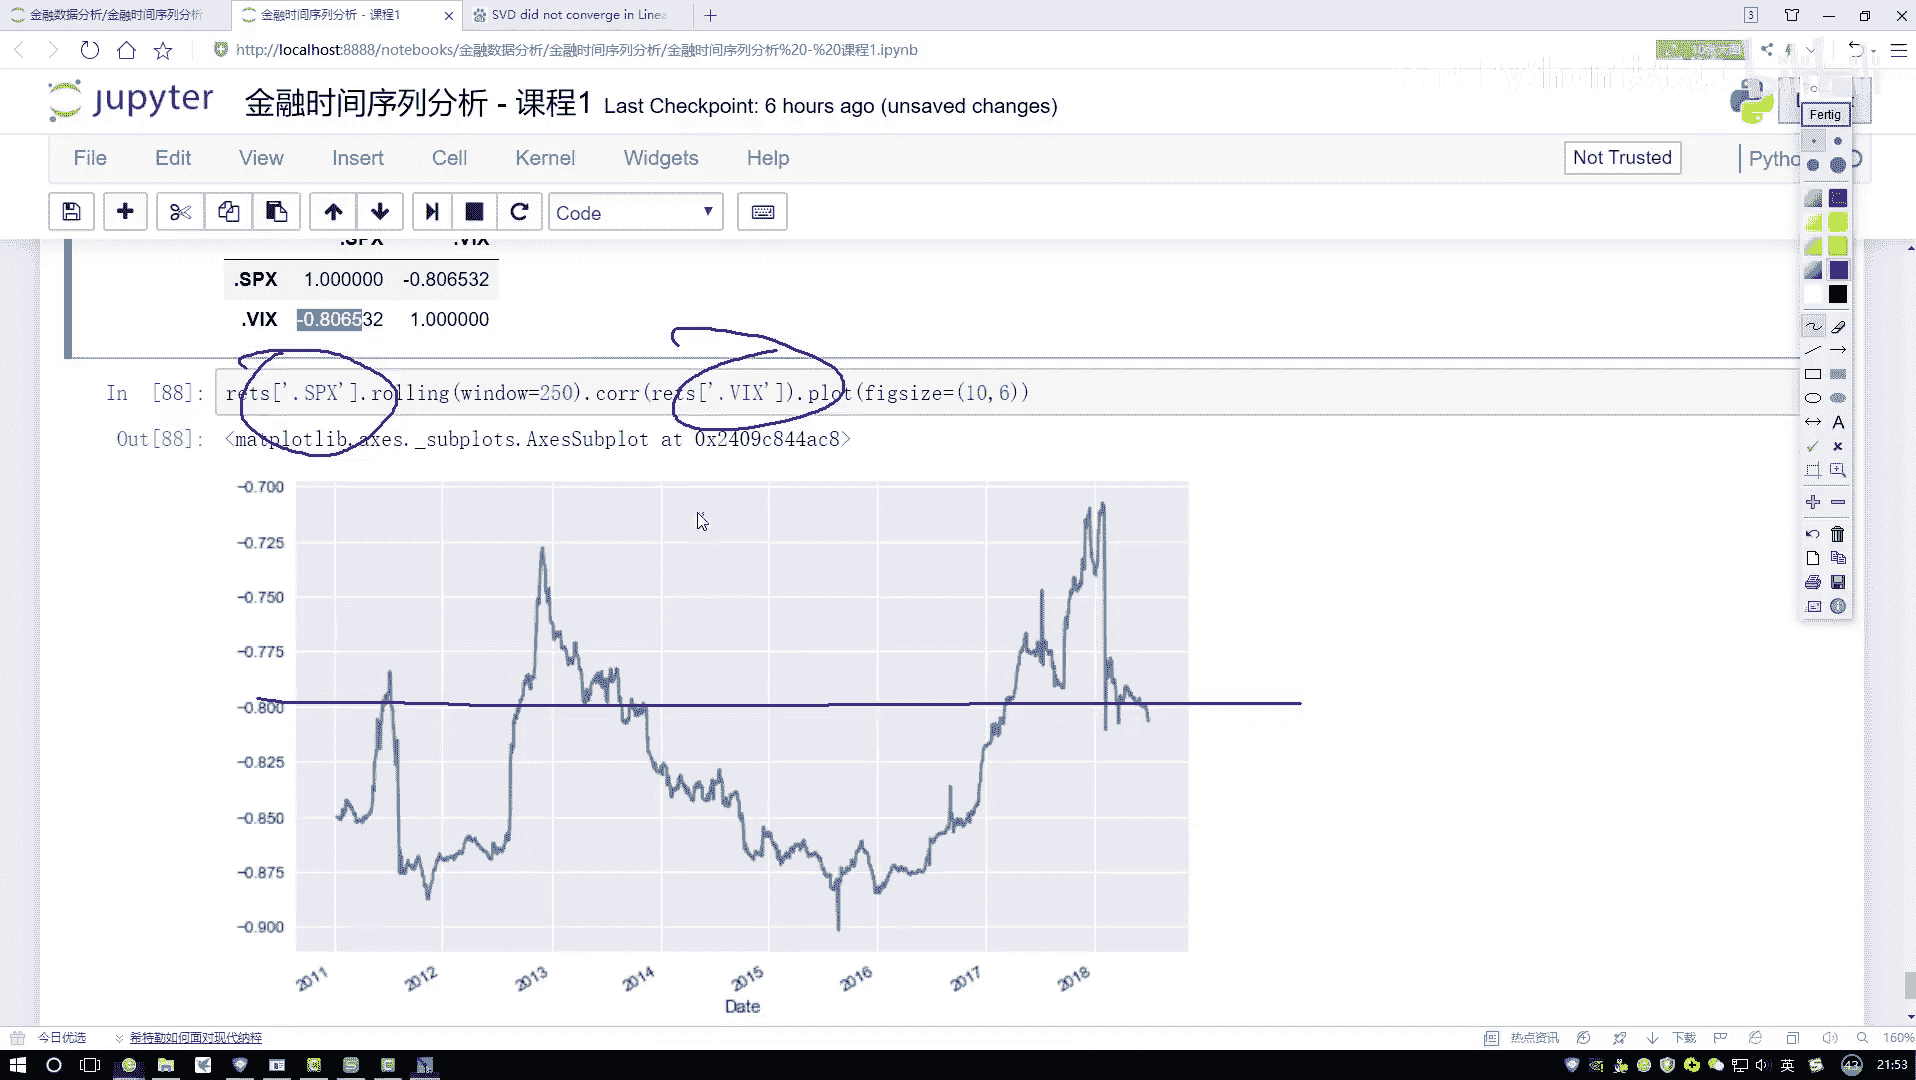 金融数据分析/金融时间序列分析
金融时间序列分析 - 课程1
SVD did not converge in Linea
3
http://localhost:8888/notebooks/金融数据分析/金融时间序列分析/金融时间序列分析%20-%20课程1.ipynb
jupyter 金融时间序列分析 - 课程1 Last Checkpoint: 6 hours ago (unsaved changes)
Fertig
File Edit View Insert Cell Kernel Widgets Help Not Trusted
Code
.SPX .VIX
.SPX 1.000000 -0.806532
.VIX -0.806532 1.000000
In [88]: rets['.SPX'].rolling(window=250).corr(rets['.VIX']).plot(figsize=(10,6))
Out[88]: <matplotlib.axes._subplots.AxesSubplot at 0x2409c844ac8>
−0.700
−0.725
−0.750
−0.775
−0.800
−0.825
−0.850
−0.875
−0.900
2011 2012 2013 2014 2015 2016 2017 2018
Date
今日优选 希特勒如何面对现代纳粹 热点资讯 下载 160%
英 43 21:53